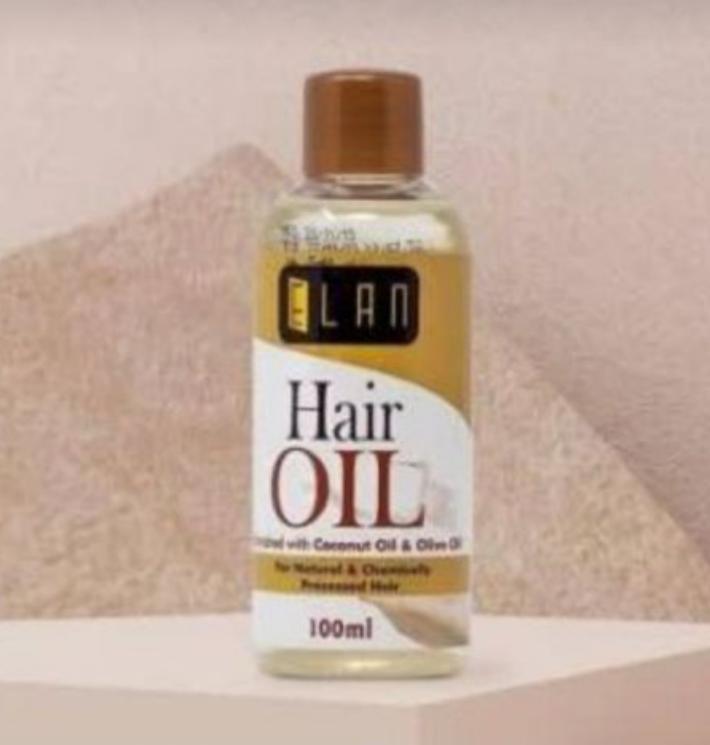 ELAN
Hair
OIL
with Coconut Oil & Olive Oil
For Natural & Chemically
Processed Hair
100ml